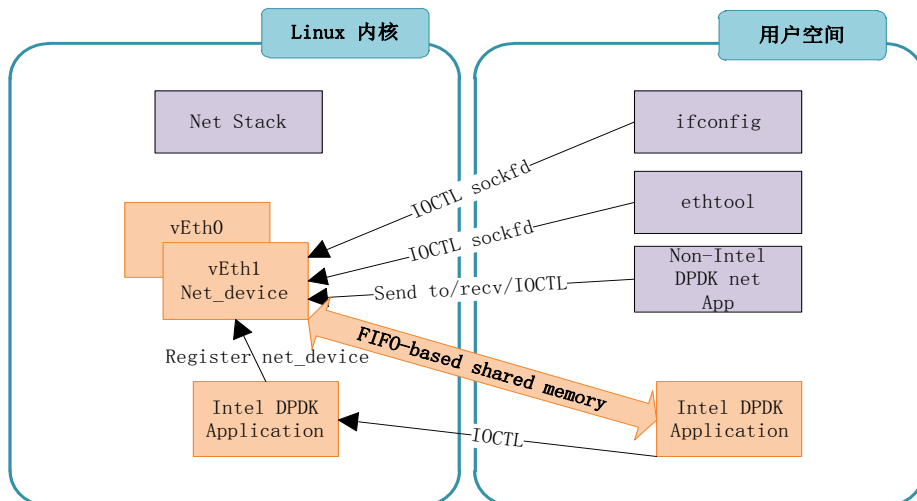 Linux 内核
用户空间
Net Stack
ifconfig
IOCTL sockfd
ethtool
vEth0
IOCTL sockfd
vEth1
Net_device
Non-Intel
DPDK net
App
Send to/recv/IOCTL
FIFO-based shared memory
Register net_device
Intel DPDK
Application
IOCTL
Intel DPDK
Application